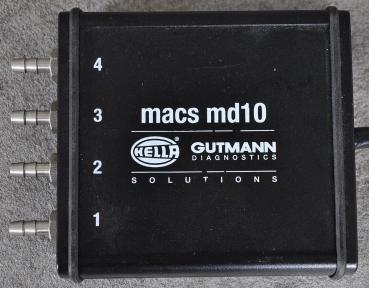 4
3
2
1
macs md10
HELLA GUTMANN
DIAGNOSTICS
SOLUTIONS